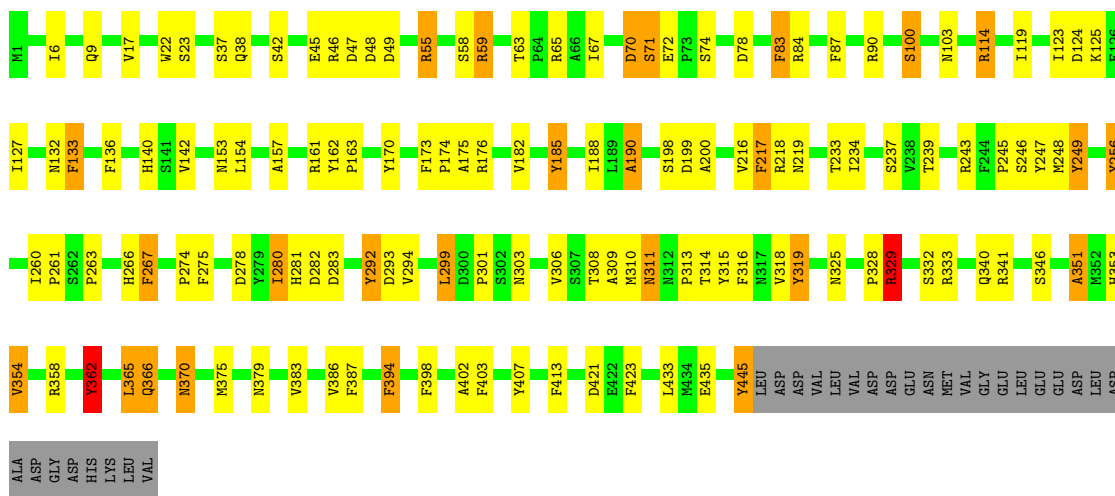 M1 I6 Q9 V17 W22 S23 S37 Q38 S42 E45 R46 D47 D48 D49 R55 S58 R59 T63 P64 R65 A66 I67 D70 S71 E72 P73 S74 D78 F83 R84 F87 R90 S100 N103 R114 I119 I123 D124 K125 E126
I127 N132 F133 F136 H140 S141 V142 N153 L154 A157 R161 Y162 P163 Y170 F173 P174 A175 R176 V182 Y185 I188 L189 A190 S198 D199 A200 V216 F217 R218 N219 T233 I234 S237 V238 T239 R243 F244 P245 S246 Y247 M248 Y249 Y256
I260 P261 S262 P263 H266 F267 P274 F275 D278 Y279 I280 H281 D282 D283 Y292 D293 V294 L299 D300 P301 S302 N303 V306 S307 T308 A309 M310 N311 N312 P313 T314 Y315 F316 N317 V318 Y319 N325 P328 R329 S332 R333 Q340 R341 S346 A351 M352 H353
V354 R358 Y362 L365 Q366 N370 M375 N379 V383 V386 F387 F394 F398 A402 F403 Y407 F413 D421 E422 F423 L433 M434 E435 Y445 LEU ASP ASP VAL LEU VAL ASP ASP GLU ASN MET VAL GLY GLU LEU GLU GLU ASP LEU ASP
ALA ASP GLY ASP HIS LYS LEU VAL